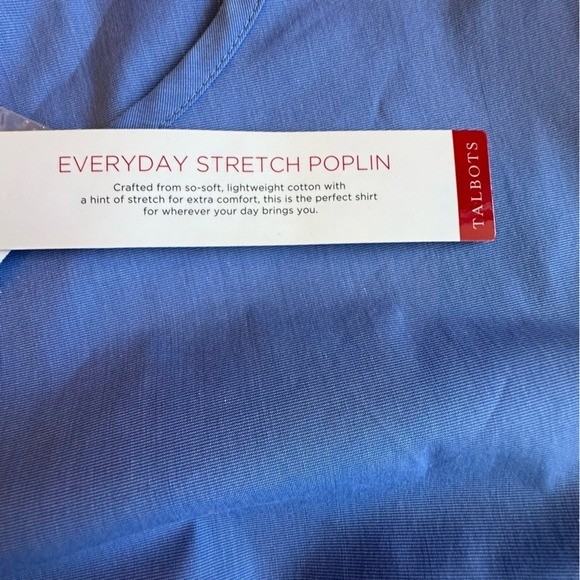 EVERYDAY STRETCH POPLIN
Crafted from so-soft, lightweight cotton with
a hint of stretch for extra comfort, this is the perfect shirt
for wherever your day brings you.
TALBOTS